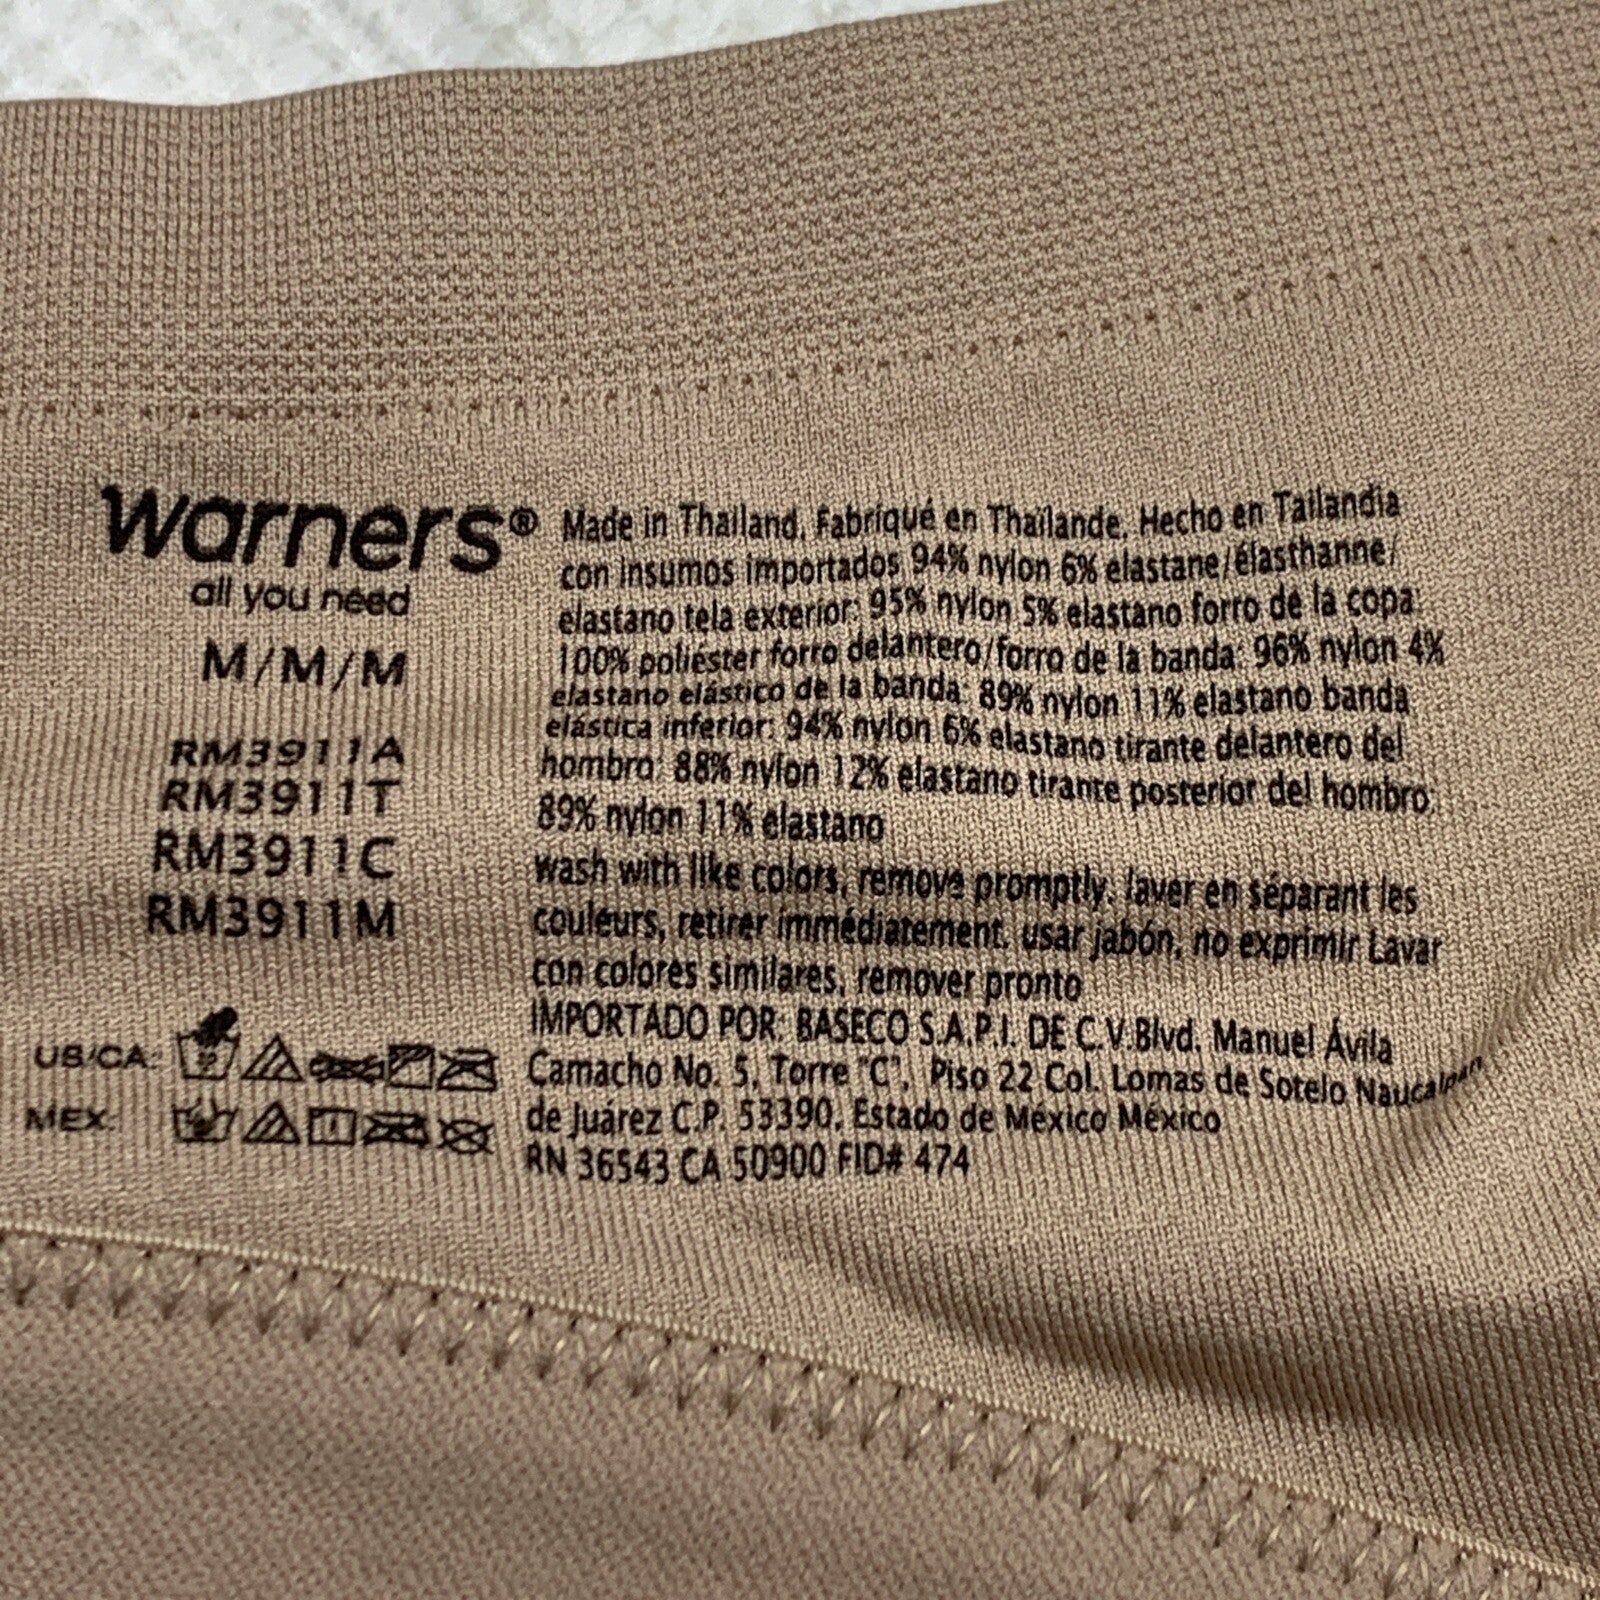 warners®
all you need
M/M/M
RM3911A
RM3911T
RM3911C
RM3911M
US/CA:
MEX:
Made in Thailand. Fabriqué en Thaïlande. Hecho en Tailandia
con insumos importados 94% nylon 6% elastane/élasthanne/
elastano tela exterior: 95% nylon 5% elastano forro de la copa:
100% poliéster forro delantero/forro de la banda: 96% nylon 4%
elastano elástico de la banda: 89% nylon 11% elastano banda
elástica inferior: 94% nylon 6% elastano tirante delantero del
hombro: 88% nylon 12% elastano tirante posterior del hombro:
89% nylon 11% elastano
wash with like colors, remove promptly. laver en séparant les
couleurs, retirer immédiatement. usar jabón, no exprimir Lavar
con colores similares, remover pronto
IMPORTADO POR: BASECO S.A.P.I. DE C.V.Blvd. Manuel Ávila
Camacho No. 5, Torre "C", Piso 22 Col. Lomas de Sotelo Naucalpan
de Juárez C.P. 53390, Estado de México México
RN 36543 CA 50900 FID# 474